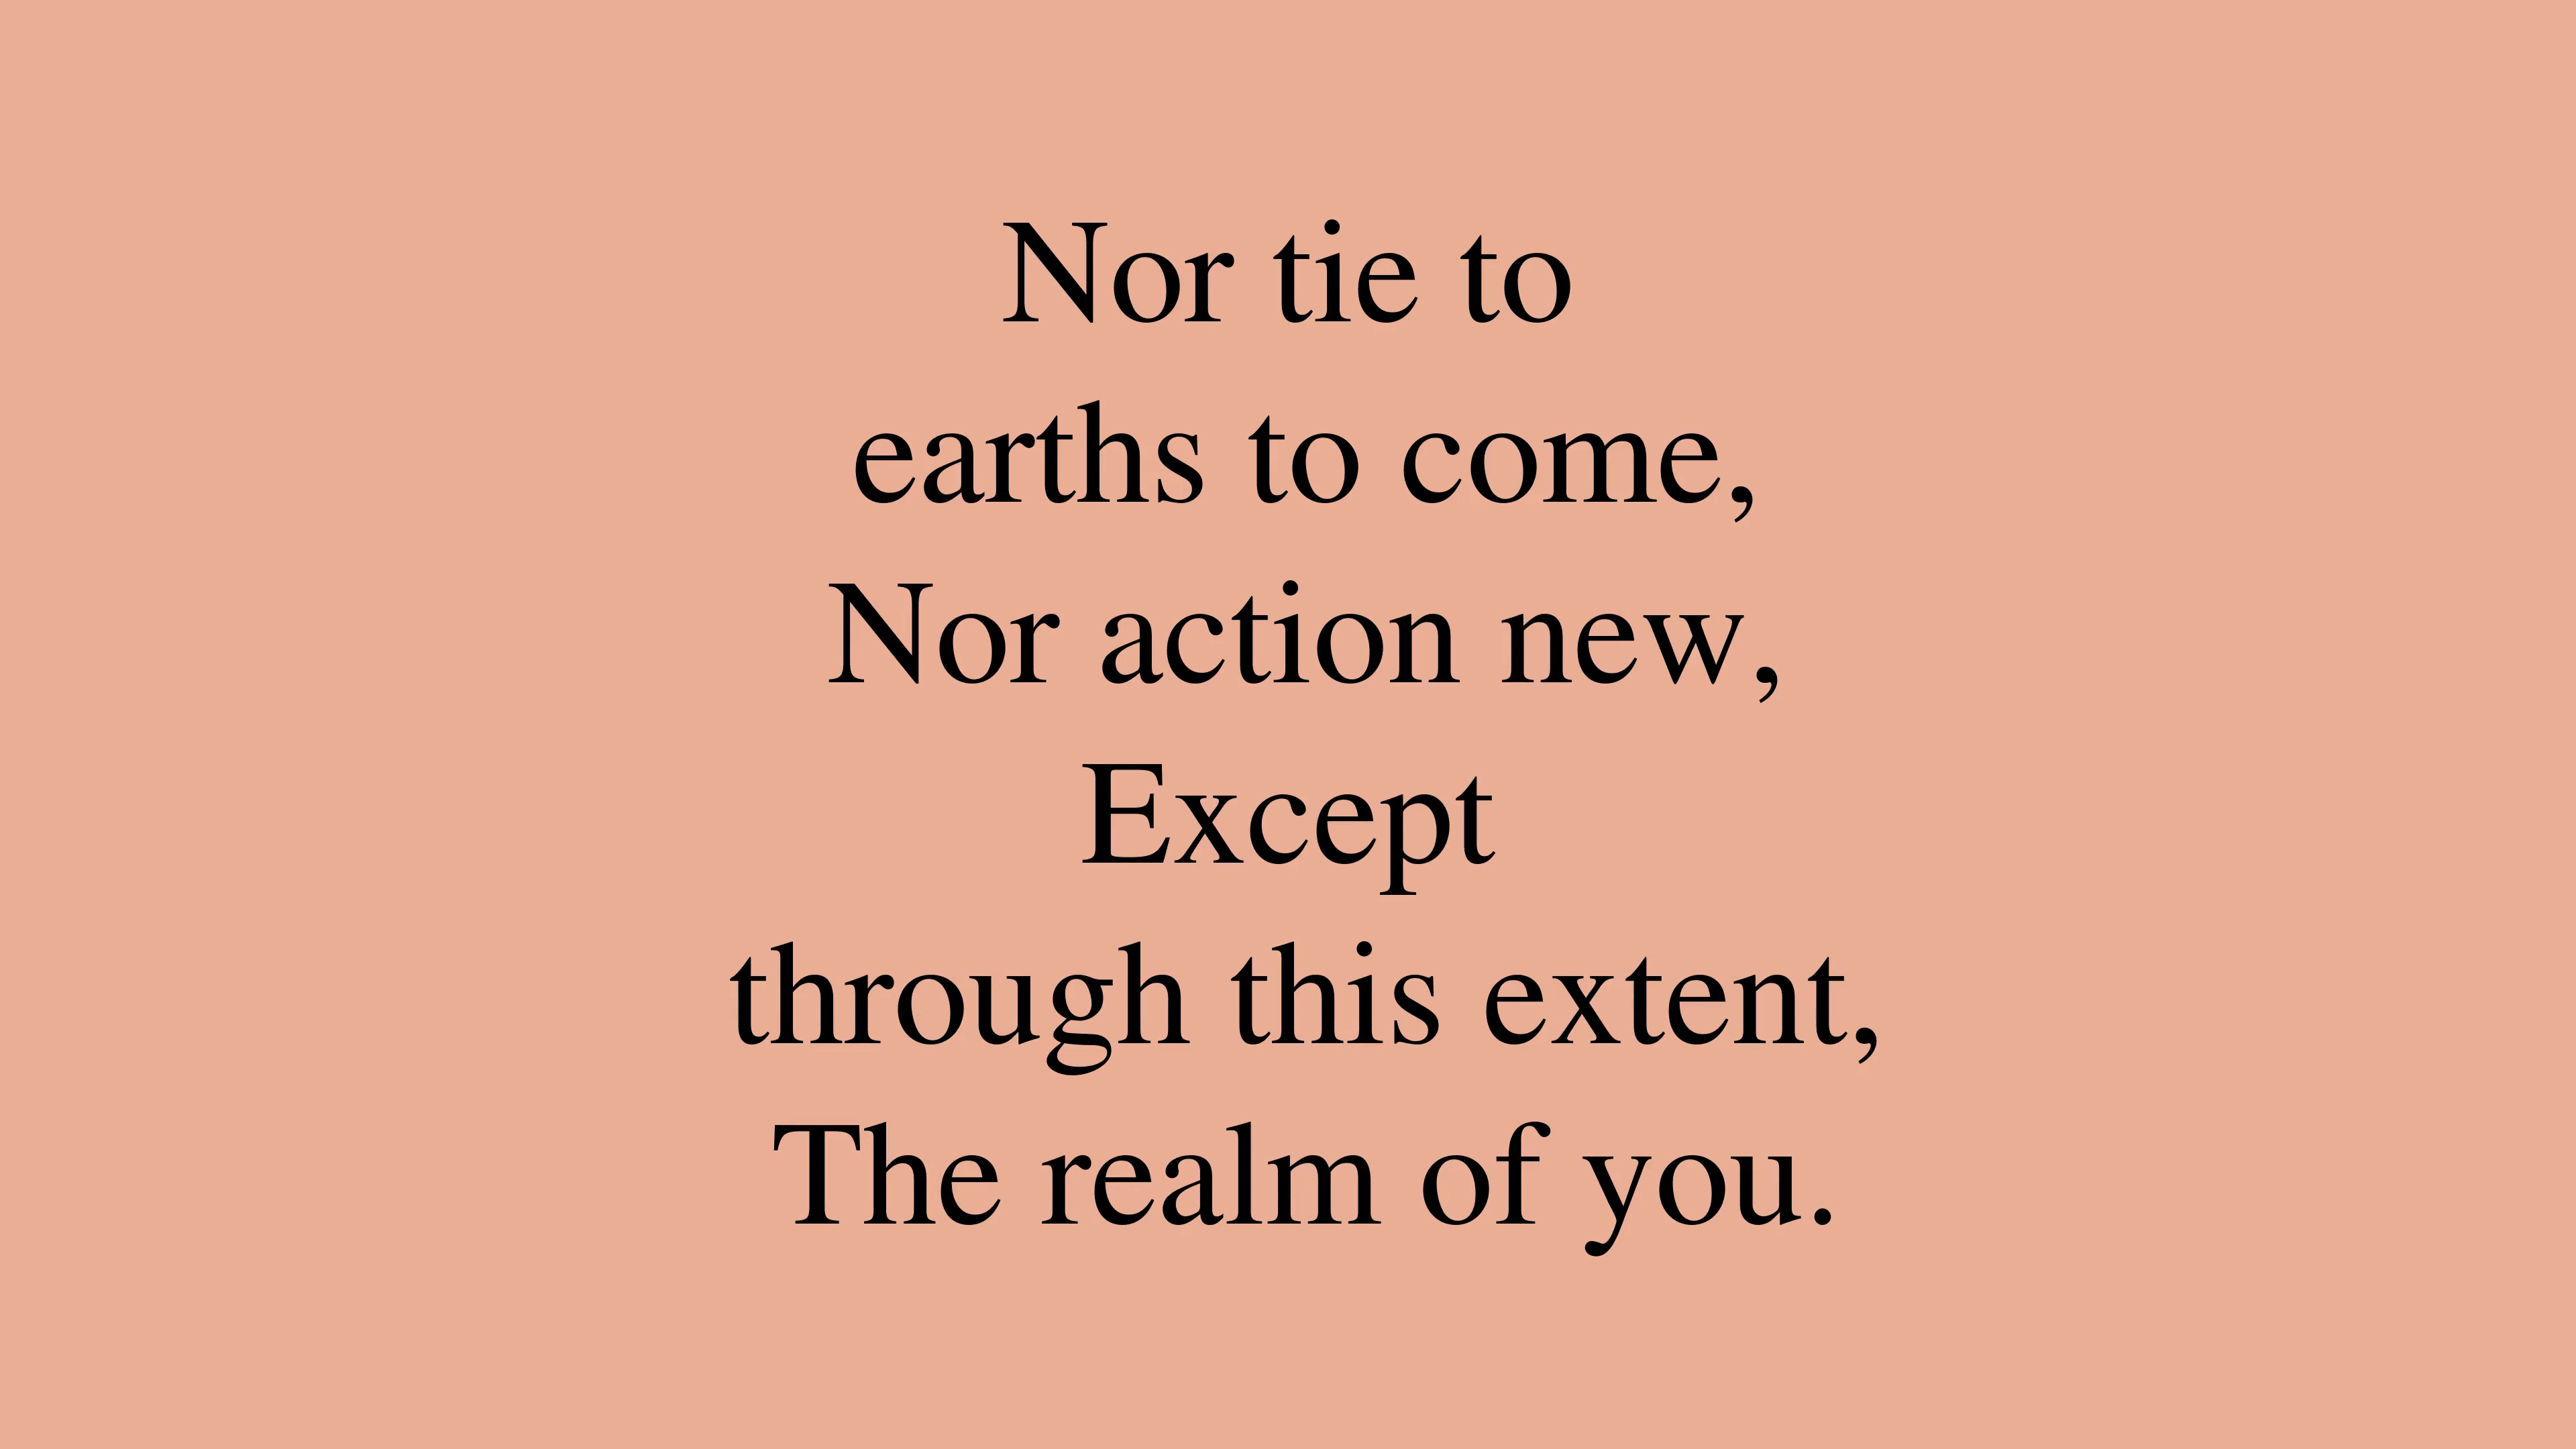 Nor tie to
earths to come,
Nor action new,
Except
through this extent,
The realm of you.